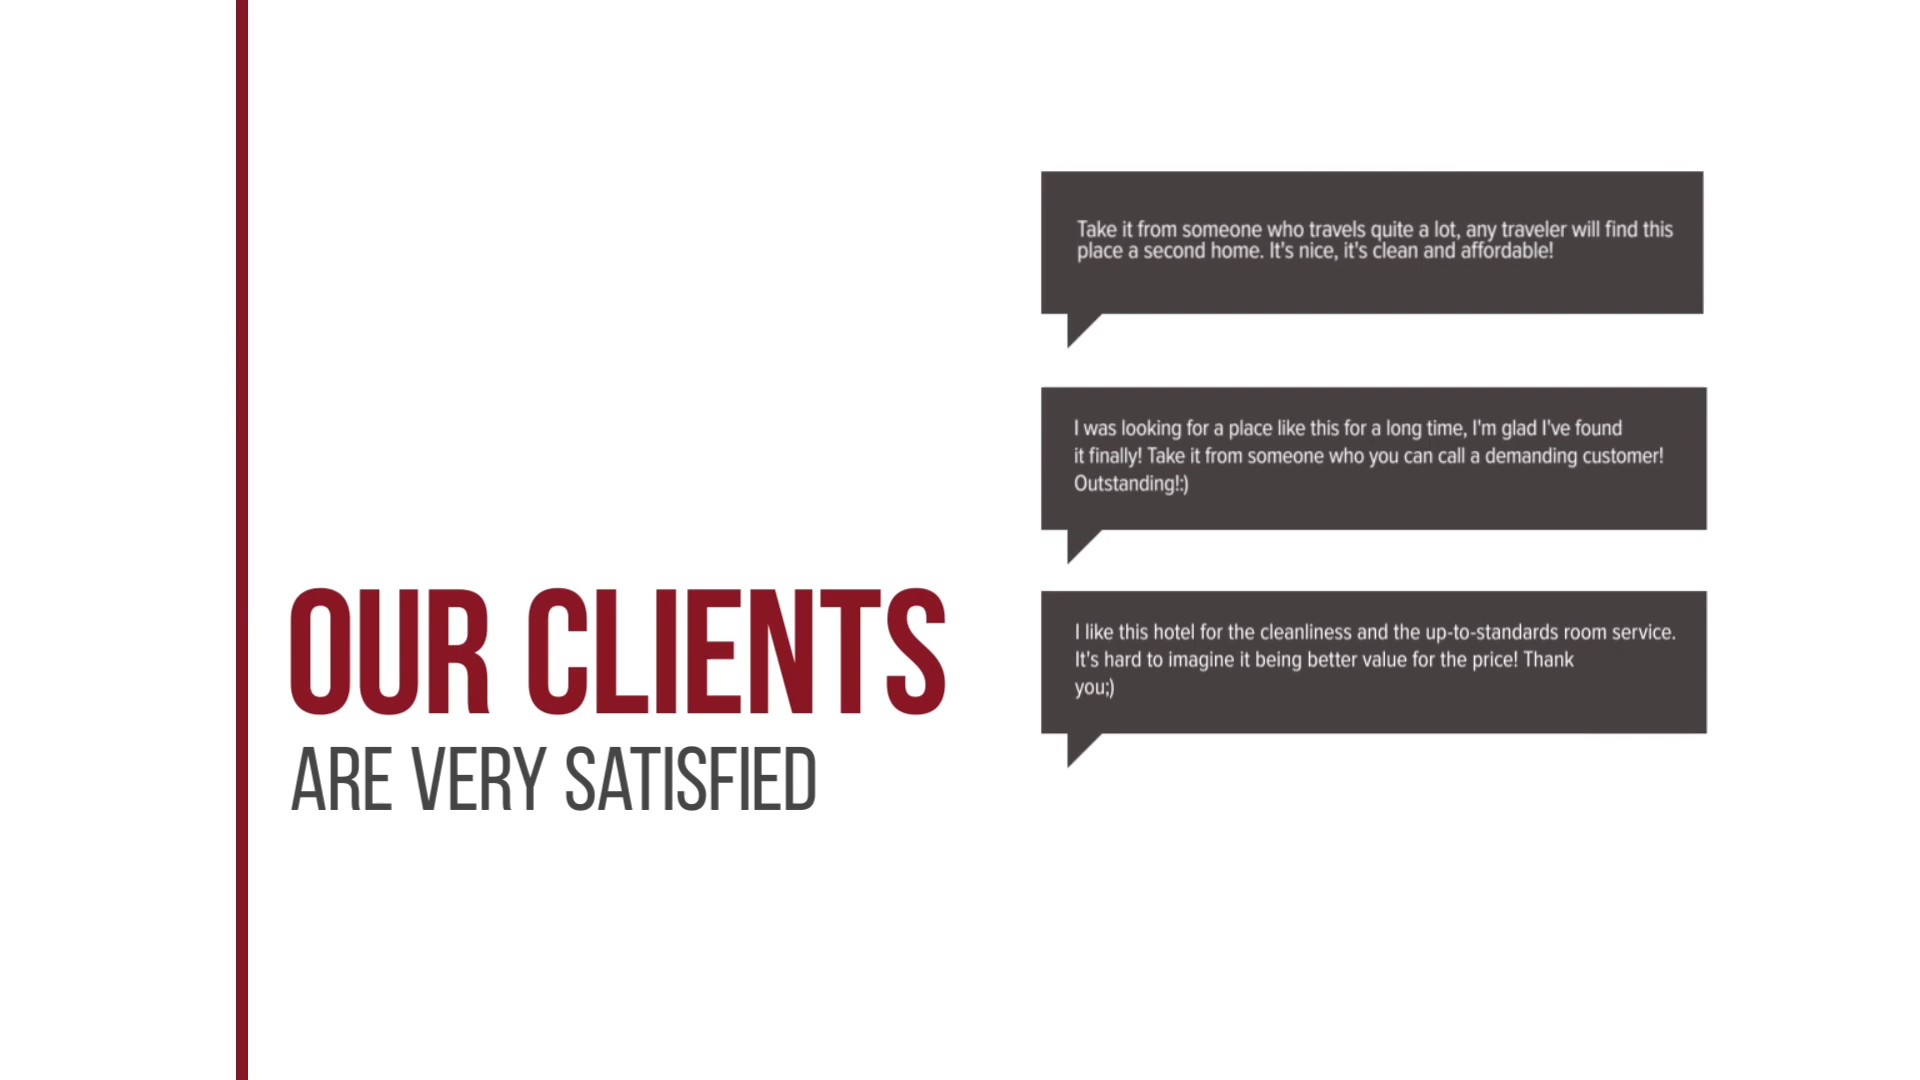 OUR CLIENTS
ARE VERY SATISFIED
Take it from someone who travels quite a lot, any traveler will find this
place a second home. It's nice, it's clean and affordable!
I was looking for a place like this for a long time, I'm glad I've found
it finally! Take it from someone who you can call a demanding customer!
Outstanding!:)
I like this hotel for the cleanliness and the up-to-standards room service.
It's hard to imagine it being better value for the price! Thank
you;)